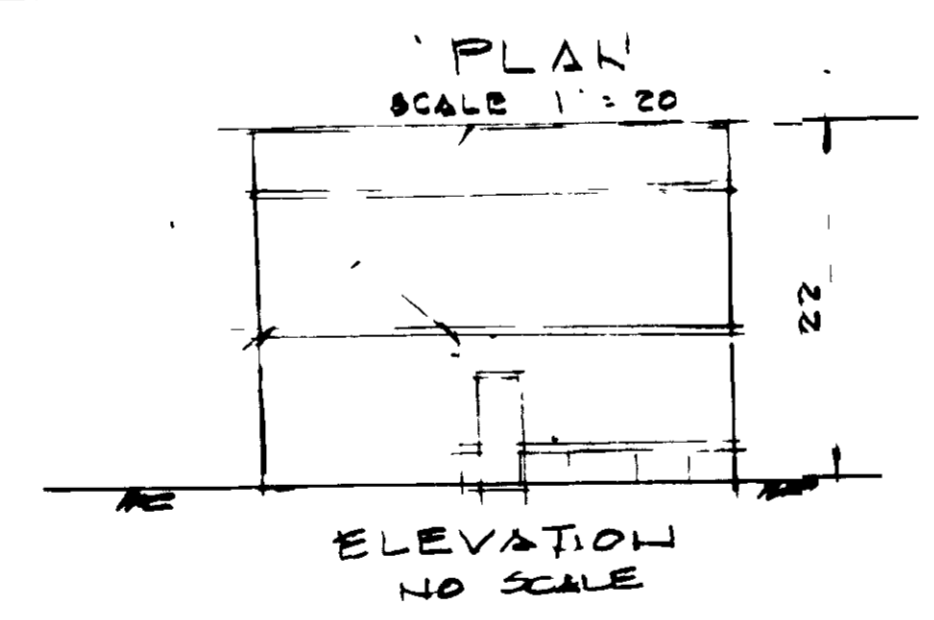 PLAN
SCALE 1" = 20
22
ELEVATION
NO SCALE